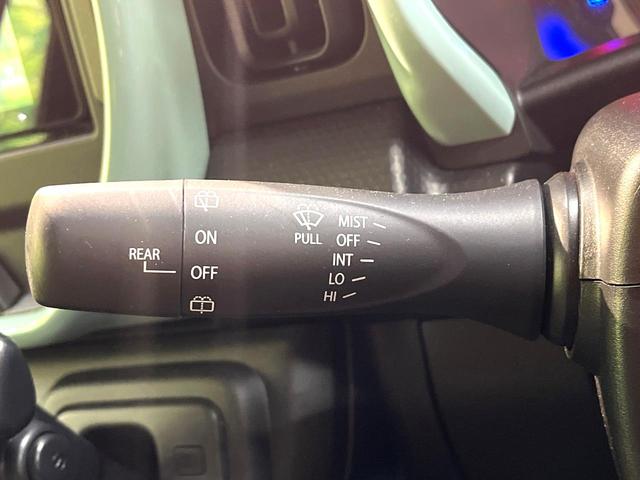 REAR
ON
OFF
PULL
MIST
OFF
INT
LO
HI